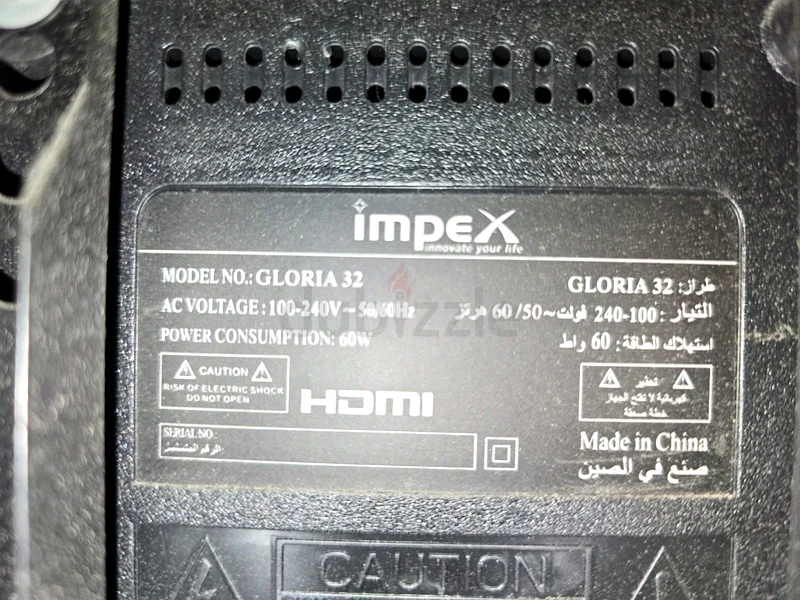 impex
innovate your life
MODEL NO.: GLORIA 32
طراز: GLORIA 32
AC VOLTAGE : 100-240V ~ 50/60Hz
التيار : 100-240 فولت~50/ 60 هرتز
POWER CONSUMPTION: 60W
استهلاك الطاقة : 60 واط
CAUTION
RISK OF ELECTRIC SHOCK
DO NOT OPEN
HDMI
تحذير
SERIAL NO.:
Made in China
صنع في الصين
dubizzle
CAUTION